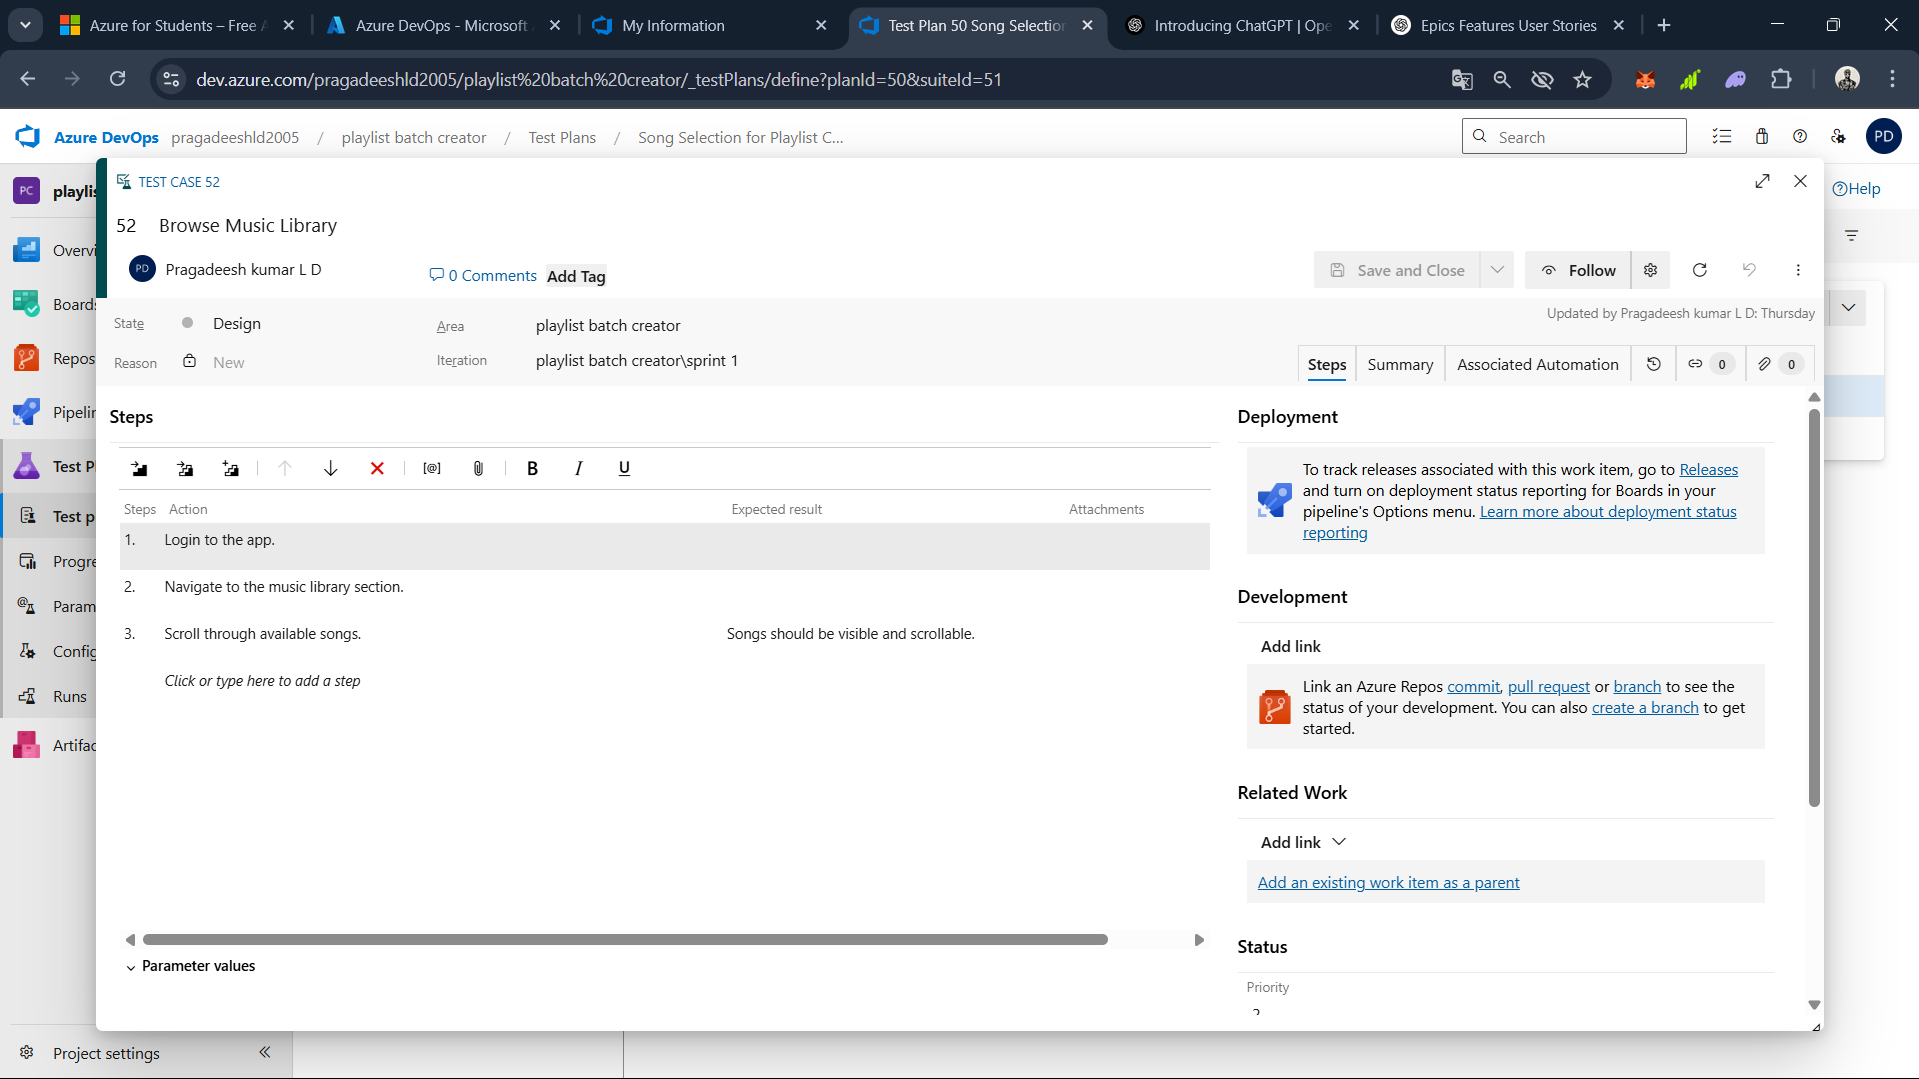 Azure for Students – Free A
Azure DevOps - Microsoft A
My Information
Test Plan 50 Song Selection
Introducing ChatGPT | Ope
Epics Features User Stories
dev.azure.com/pragadeeshld2005/playlist%20batch%20creator/_testPlans/define?planId=50&suiteId=51
Azure DevOps pragadeeshld2005 / playlist batch creator / Test Plans / Song Selection for Playlist C...
Search
PD
PC playlis
TEST CASE 52
Help
52 Browse Music Library
Overvi
PD Pragadeesh kumar L D
0 Comments Add Tag
Save and Close
Follow
Boards
State Design
Area playlist batch creator
Updated by Pragadeesh kumar L D: Thursday
Repos
Reason New
Iteration playlist batch creator\sprint 1
Steps Summary Associated Automation 0 0
Pipelin
Steps
Deployment
Test Pl
[@] B I U
To track releases associated with this work item, go to Releases
and turn on deployment status reporting for Boards in your
pipeline's Options menu. Learn more about deployment status
reporting
Steps Action Expected result Attachments
Test p
1. Login to the app.
Progre
2. Navigate to the music library section.
Development
Param
3. Scroll through available songs. Songs should be visible and scrollable.
Add link
Config
Click or type here to add a step
Link an Azure Repos commit, pull request or branch to see the
status of your development. You can also create a branch to get
started.
Runs
Artifac
Related Work
Add link
Add an existing work item as a parent
Status
Parameter values
Priority
2
Project settings